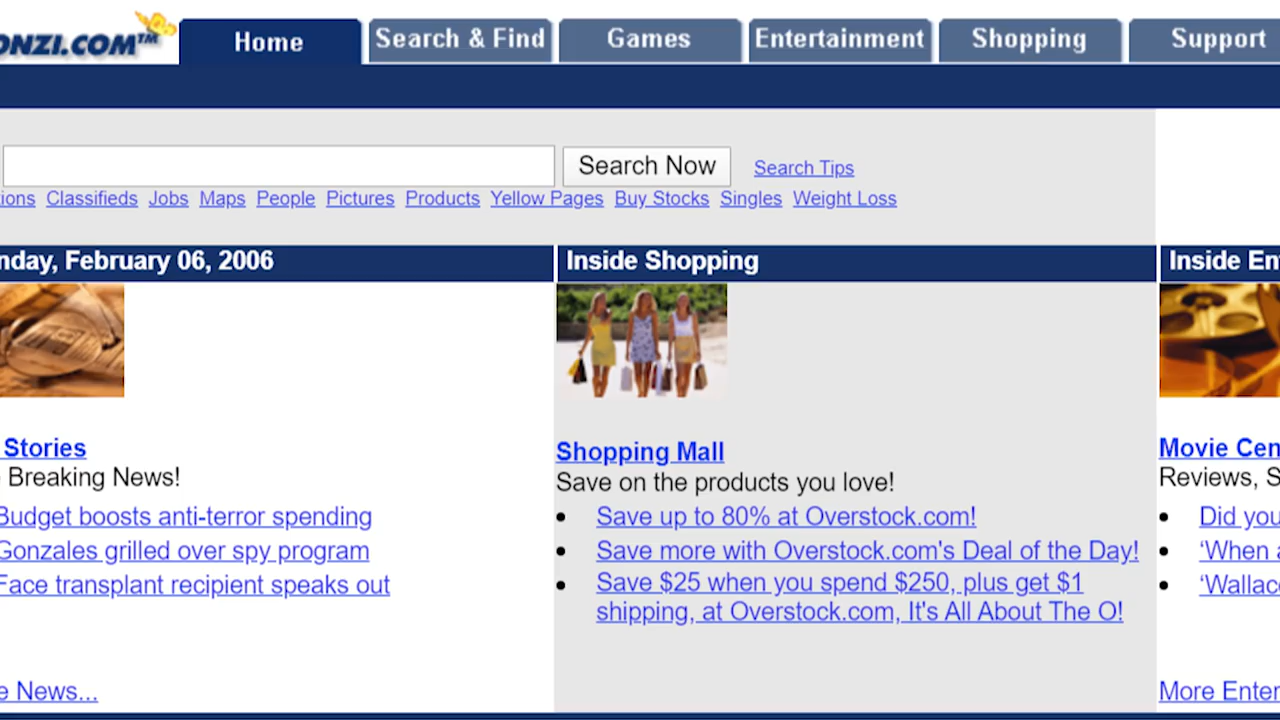 ONZI.COM™
Home
Search & Find
Games
Entertainment
Shopping
Support
Search Now
Search Tips
ions Classifieds Jobs Maps People Pictures Products Yellow Pages Buy Stocks Singles Weight Loss
nday, February 06, 2006
Stories
Breaking News!
Budget boosts anti-terror spending
Gonzales grilled over spy program
Face transplant recipient speaks out
e News...
Inside Shopping
Shopping Mall
Save on the products you love!
Save up to 80% at Overstock.com!
Save more with Overstock.com's Deal of the Day!
Save $25 when you spend $250, plus get $1
shipping, at Overstock.com, It's All About The O!
Inside En
Movie Cen
Reviews, S
Did you
'When a
'Wallac
More Enter